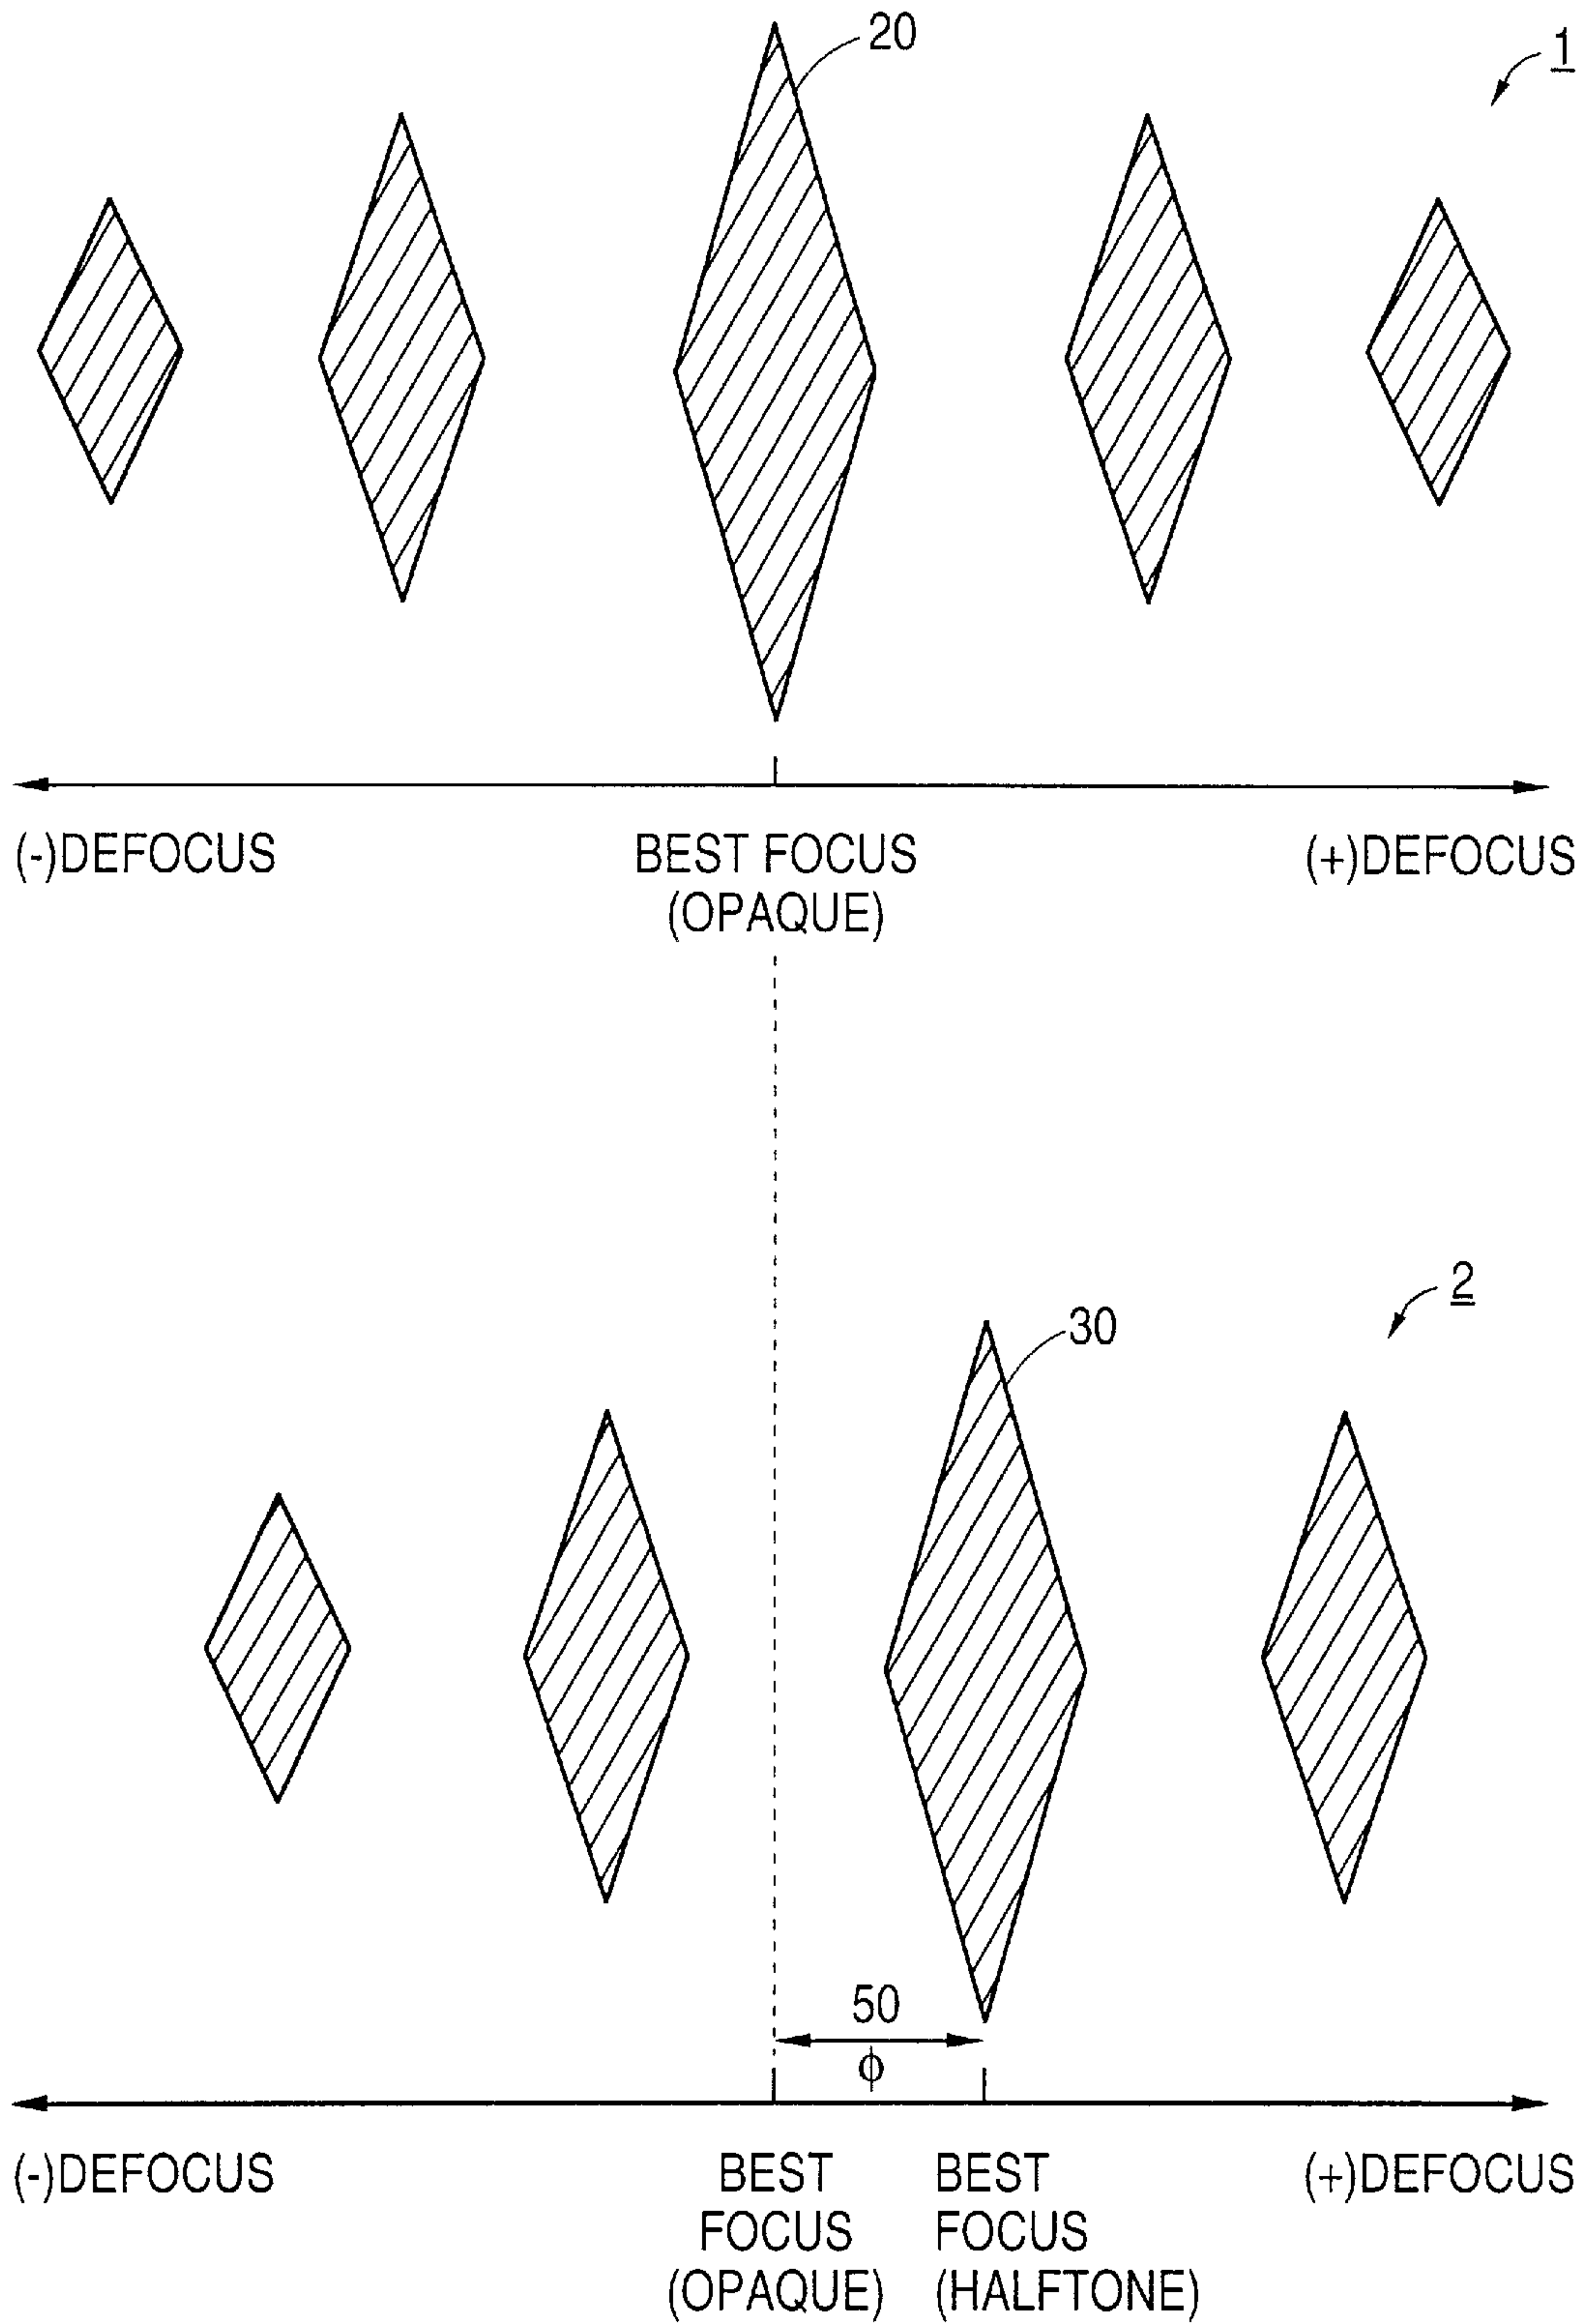 20
1
(-)DEFOCUS
BEST FOCUS
(OPAQUE)
(+)DEFOCUS
2
30
50
ϕ
(-)DEFOCUS
BEST
FOCUS
(OPAQUE)
BEST
FOCUS
(HALFTONE)
(+)DEFOCUS